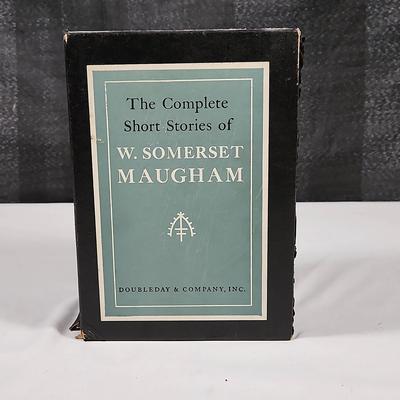 The Complete
Short Stories of
W. SOMERSET
MAUGHAM
DOUBLEDAY & COMPANY, INC.